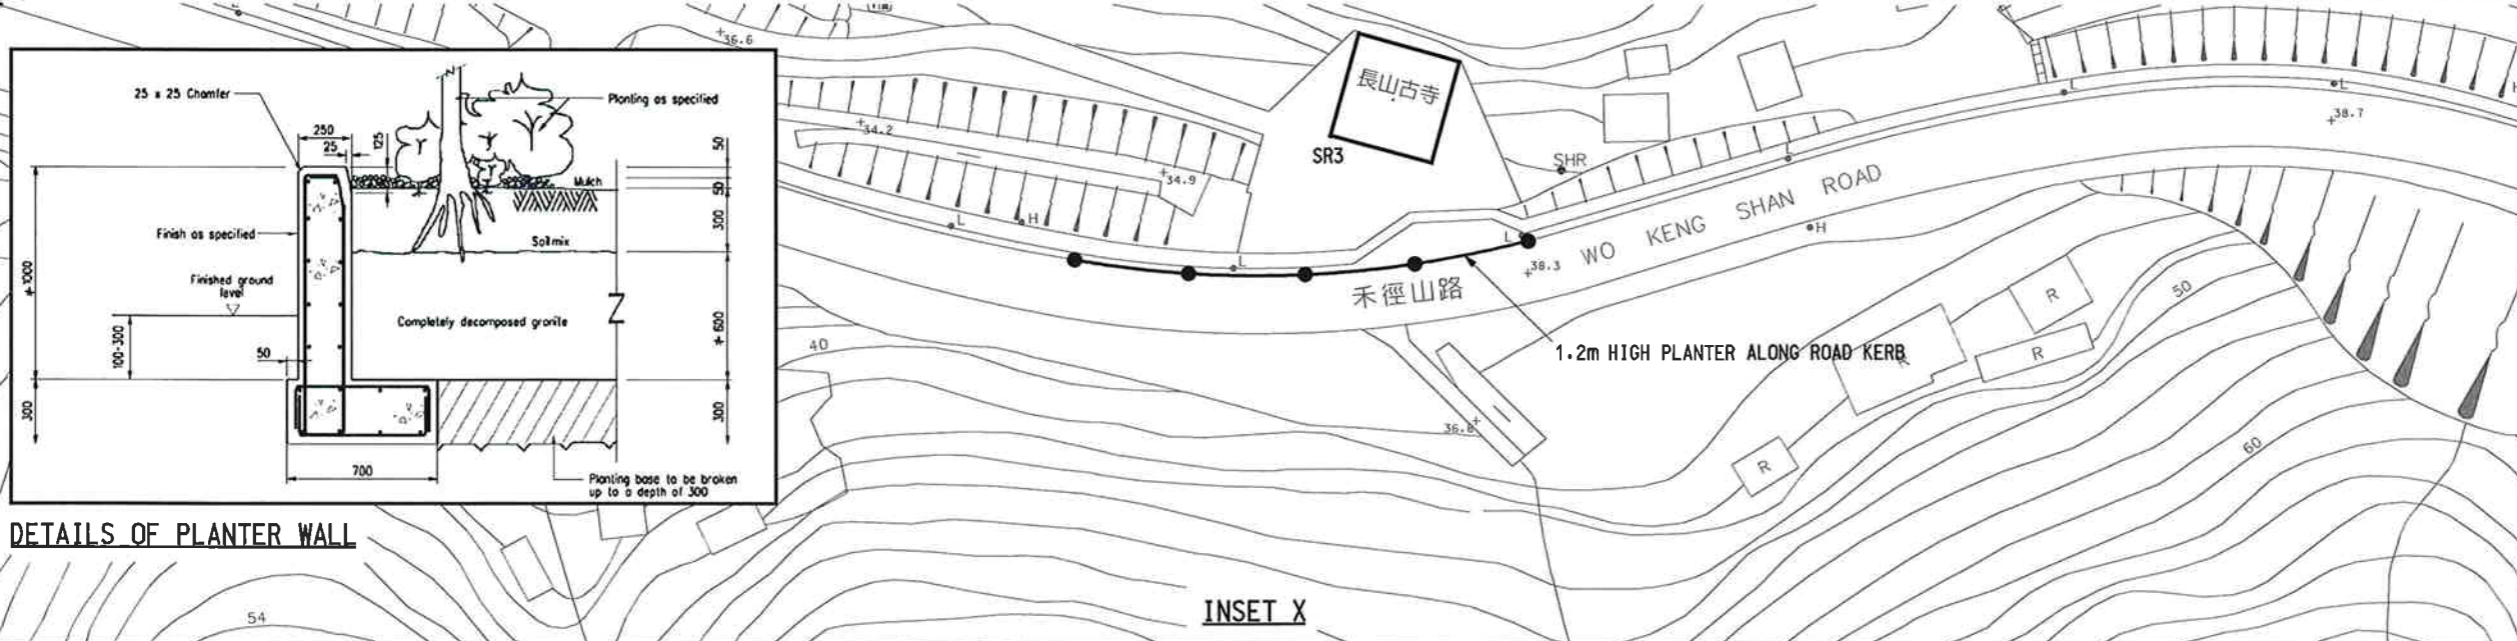 25 x 25 Chamfer
Planting as specified
250
25
125
50
50
Mulch
300
Soil mix
Finish as specified
Finished ground
level
≠1000
100-300
50
Completely decomposed granite
≠600
300
300
700
Planting base to be broken
up to a depth of 300
DETAILS OF PLANTER WALL
+36.6
+34.2
+34.9
L
H
L
長山古寺
SR3
SHR
L
L
L
L
H
+38.7
WO KENG SHAN ROAD
H
+38.3
禾徑山路
1.2m HIGH PLANTER ALONG ROAD KERB
40
36.8+
R
R
R
R
50
60
54
INSET X